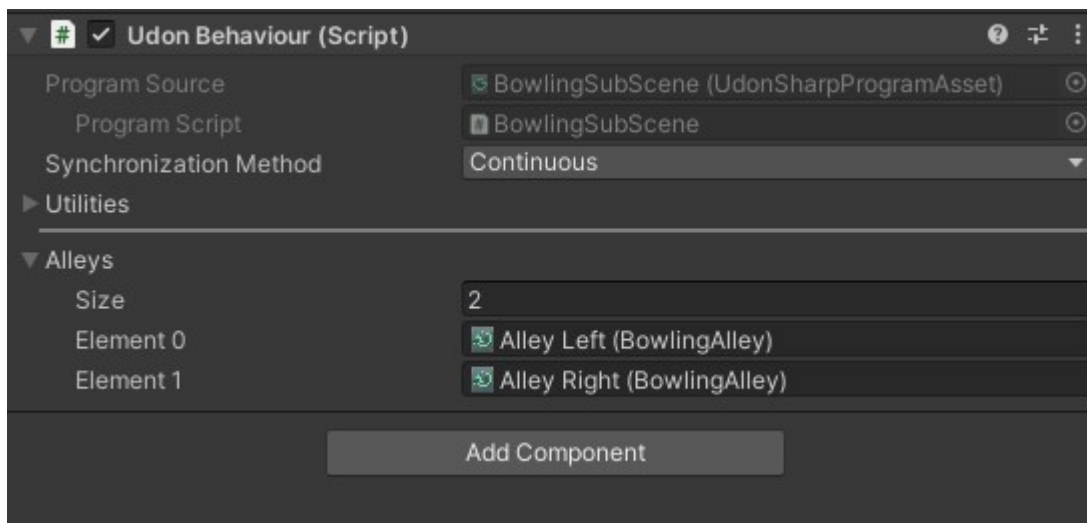 Udon Behaviour (Script)
Program Source BowlingSubScene (UdonSharpProgramAsset)
Program Script BowlingSubScene
Synchronization Method Continuous
Utilities
Alleys
Size 2
Element 0 Alley Left (BowlingAlley)
Element 1 Alley Right (BowlingAlley)
Add Component